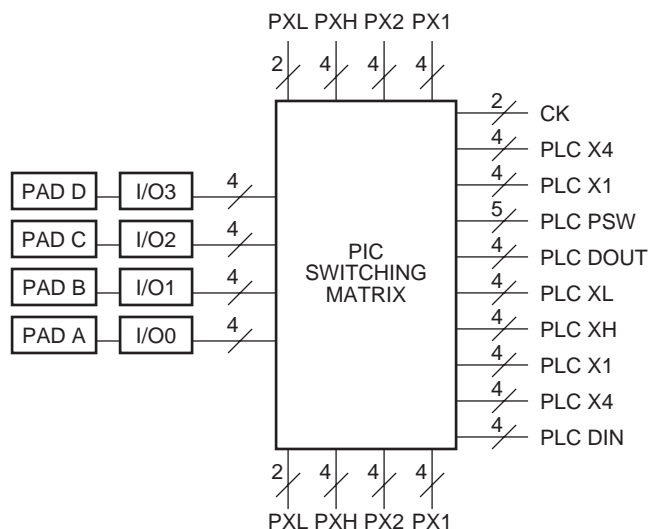 PXL PXH PX2 PX1
2 4 4 4
2 CK
4 PLC X4
4 PLC X1
5 PLC PSW
4 PLC DOUT
4 PLC XL
4 PLC XH
4 PLC X1
4 PLC X4
4 PLC DIN
PAD D I/O3 4
PAD C I/O2 4
PAD B I/O1 4
PAD A I/O0 4
PIC
SWITCHING
MATRIX
2 4 4 4
PXL PXH PX2 PX1